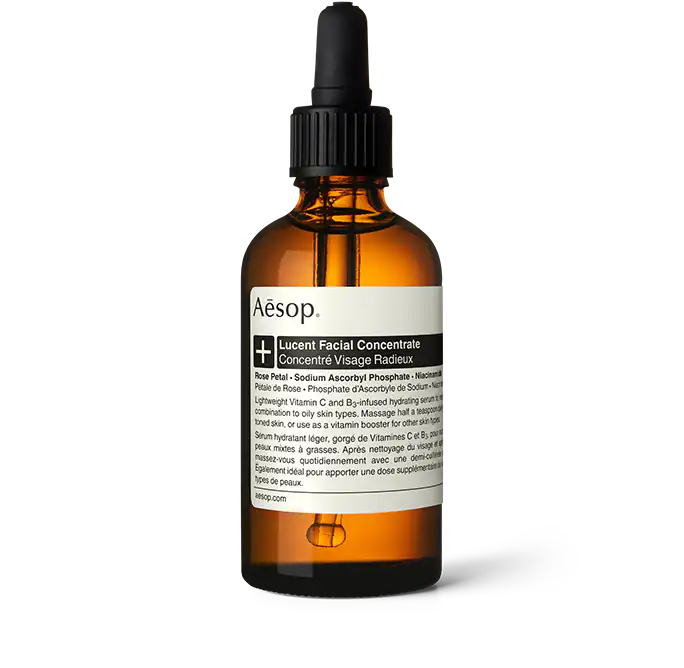 Aēsop®
Lucent Facial Concentrate
Concentré Visage Radieux
Rose Petal • Sodium Ascorbyl Phosphate •
Pétale de Rose • Phosphate d'Ascorbyle de Sodium •
Lightweight Vitamin C and B3-infused hydrating serum to
combination to oily skin types. Massage half a teaspoon
toned skin, or use as a vitamin booster for other skin types.
Sérum hydratant léger, gorgé de Vitamines C et B3,
peaux mixtes à grasses. Après nettoyage du visage et
massez-vous quotidiennement avec une
Également idéal pour apporter une dose supplémentaire de
types de peaux.
aesop.com